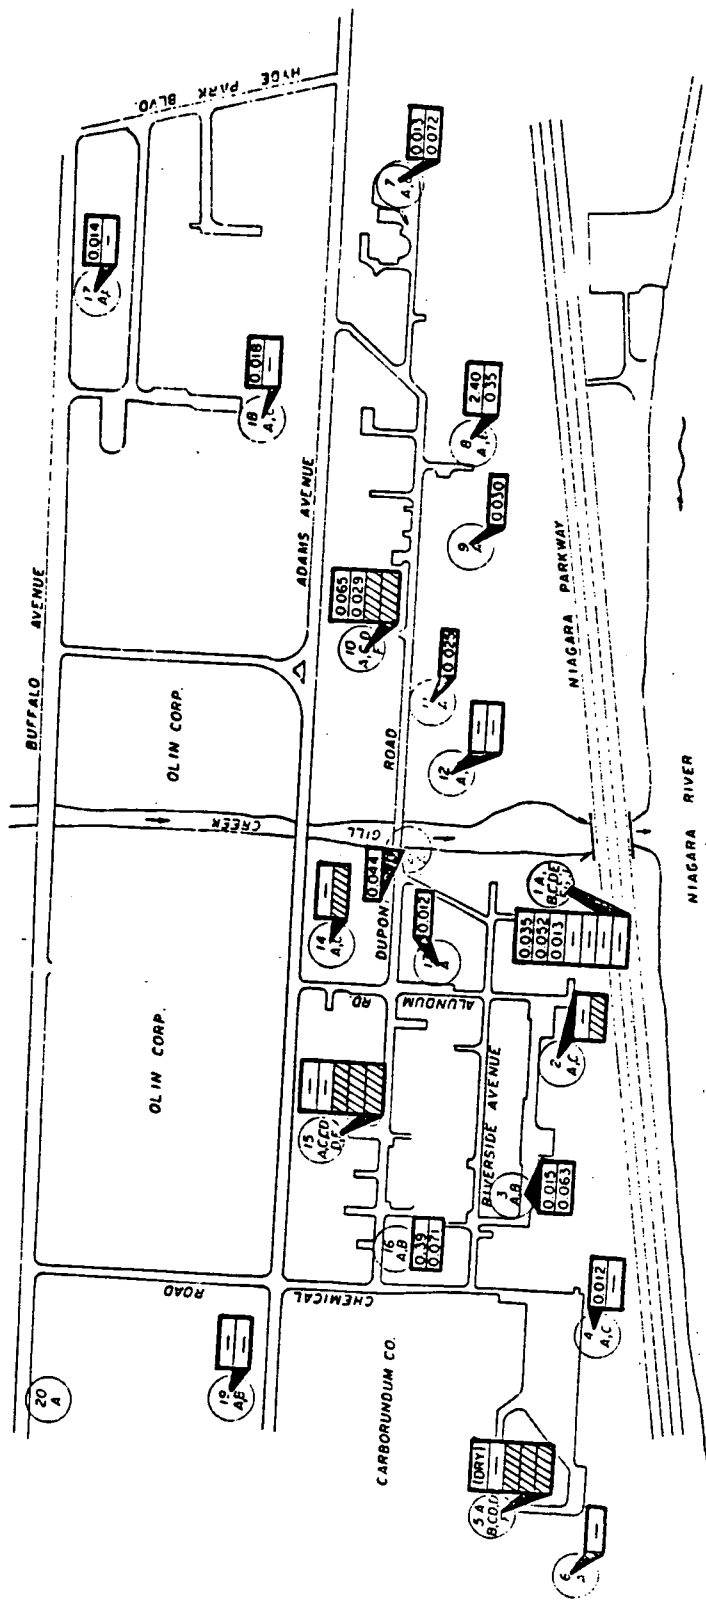 HYDE PARK BLVD.
BUFFALO AVENUE
ADAMS AVENUE
NIAGARA PARKWAY
NIAGARA RIVER
OLIN CORP.
OLIN CORP.
GILL CREEK
DUPONT ROAD
ALUNDUM RD.
RIVERSIDE AVENUE
CHEMICAL ROAD
CARBORUNDUM CO.
17
0.014
—
18
0.018
—
7
0.013
0.072
8
2.40
0.35
9
A
0.030
10
0.065
0.029
11
A
0.025
12
—
—
0.044
0.012
14
—
1 A,
B,C,D,E
0.035
0.052
0.013
—
—
—
—
2
A,C
—
15
—
—
3
A,B
0.015
0.063
16
A,B
0.39
0.071
4
A,C
0.012
—
19
A,B
—
—
20
A
5 A
B,C,D,
(DRY)
—
6
—